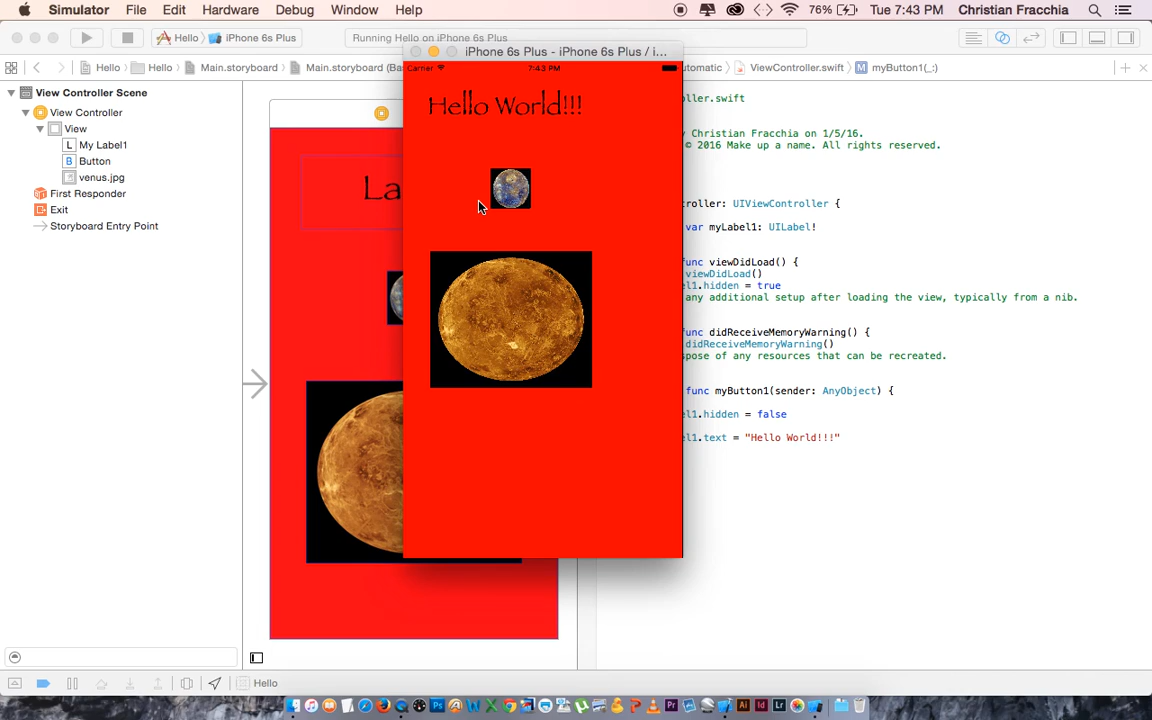 Simulator File Edit Hardware Debug Window Help 76% Tue 7:43 PM Christian Fracchia
Hello iPhone 6s Plus Running Hello on iPhone 6s Plus
iPhone 6s Plus - iPhone 6s Plus / i...
Hello Hello Main.storyboard Main.storyboard (Bas utomatic ViewController.swift M myButton1(_:)
Carrier 7:43 PM
View Controller Scene
View Controller
View
L My Label1
B Button
venus.jpg
First Responder
Exit
Storyboard Entry Point
La
Hello World!!!
oller.swift
y Christian Fracchia on 1/5/16.
© 2016 Make up a name. All rights reserved.
troller: UIViewController {
var myLabel1: UILabel!
func viewDidLoad() {
viewDidLoad()
el1.hidden = true
any additional setup after loading the view, typically from a nib.
func didReceiveMemoryWarning() {
didReceiveMemoryWarning()
spose of any resources that can be recreated.
func myButton1(sender: AnyObject) {
el1.hidden = false
el1.text = "Hello World!!!"
Hello